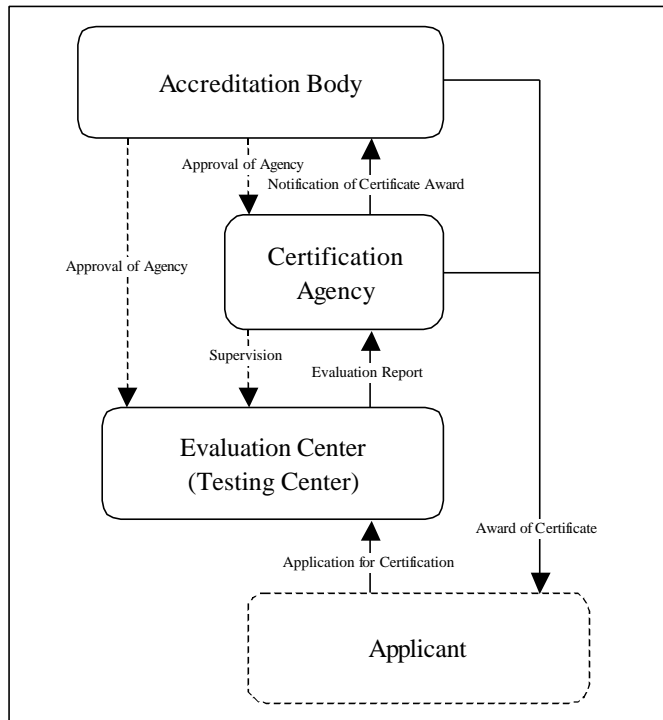 Accreditation Body
Approval of Agency
Notification of Certificate Award
Approval of Agency
Certification
Agency
Supervision
Evaluation Report
Evaluation Center
(Testing Center)
Award of Certificate
Application for Certification
Applicant